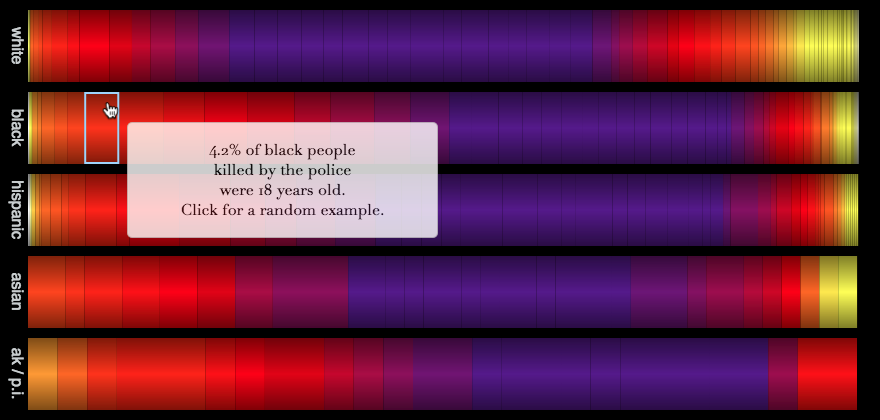 white
black
4.2% of black people
killed by the police
were 18 years old.
Click for a random example.
hispanic
asian
ak / p.i.